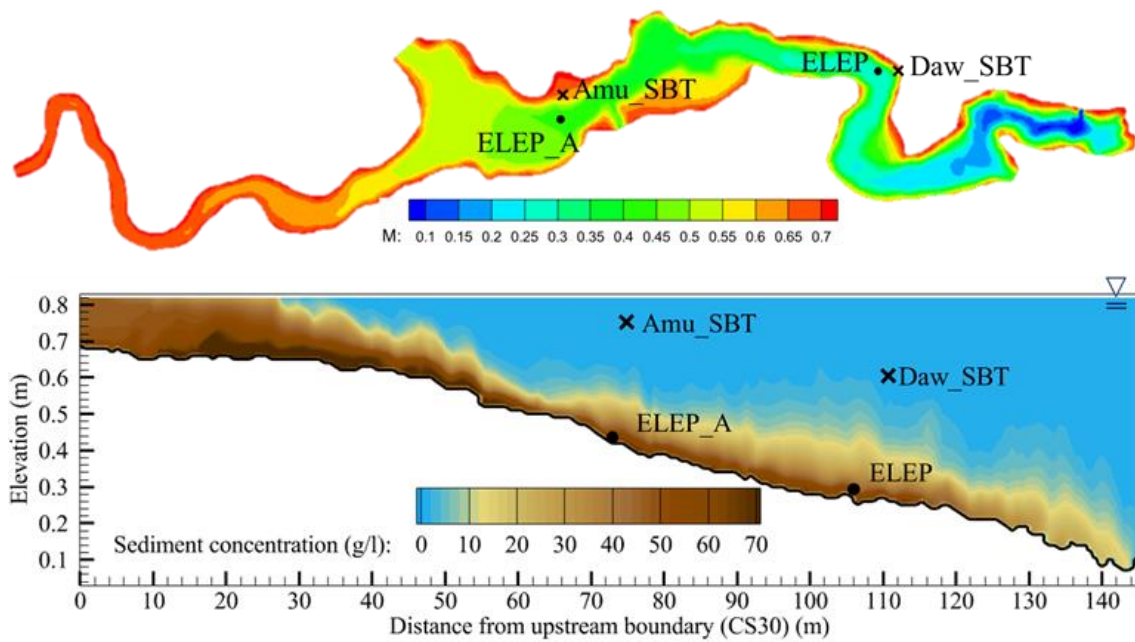 ELEP
Daw_SBT
Amu_SBT
ELEP_A
M: 0.1 0.15 0.2 0.25 0.3 0.35 0.4 0.45 0.5 0.55 0.6 0.65 0.7
0.8
0.7
0.6
0.5
0.4
0.3
0.2
0.1
Elevation (m)
Amu_SBT
Daw_SBT
ELEP_A
ELEP
Sediment concentration (g/l): 0 10 20 30 40 50 60 70
0 10 20 30 40 50 60 70 80 90 100 110 120 130 140
Distance from upstream boundary (CS30) (m)